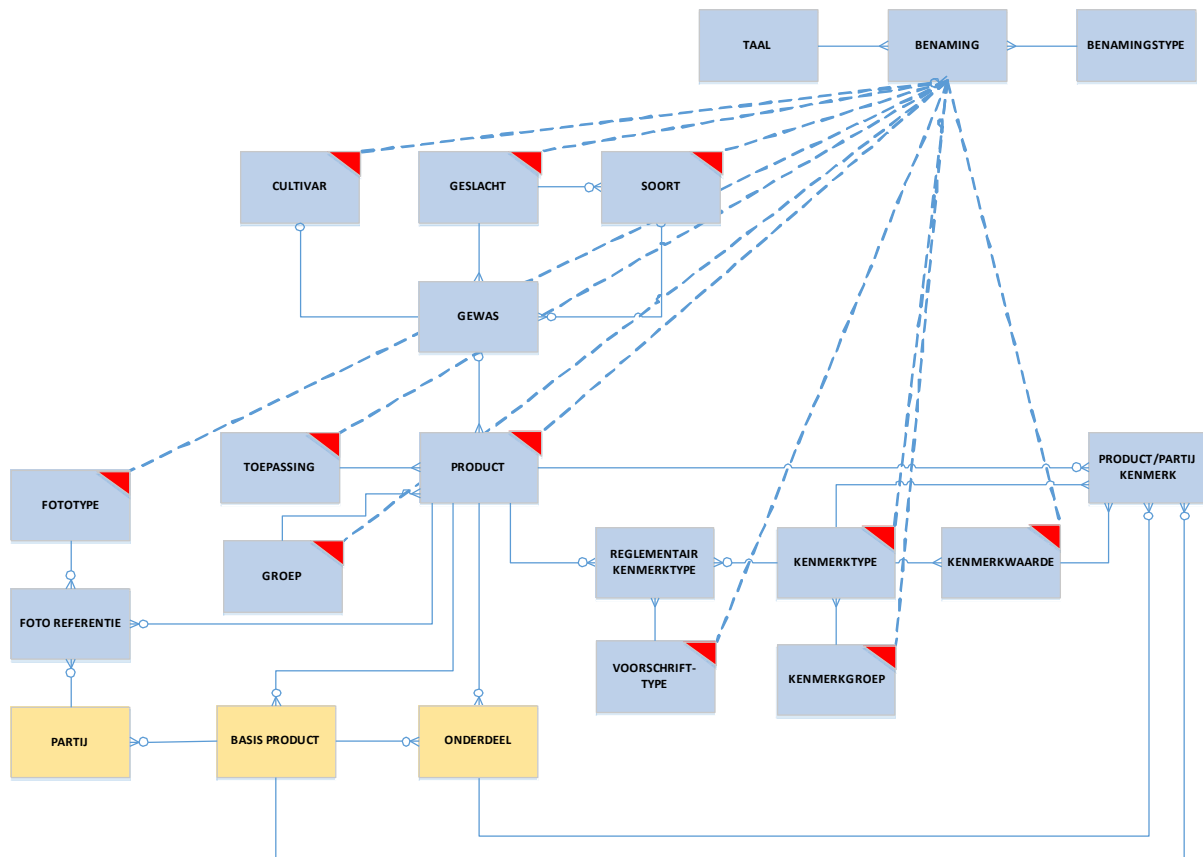 TAAL
BENAMING
BENAMINGSTYPE
CULTIVAR
GESLACHT
SOORT
GEWAS
TOEPASSING
PRODUCT
PRODUCT/PARTIJ
KENMERK
FOTOTYPE
GROEP
REGLEMENTAIR
KENMERKTYPE
KENMERKTYPE
KENMERKWAARDE
FOTO REFERENTIE
VOORSCHRIFT-
TYPE
KENMERKGROEP
PARTIJ
BASIS PRODUCT
ONDERDEEL